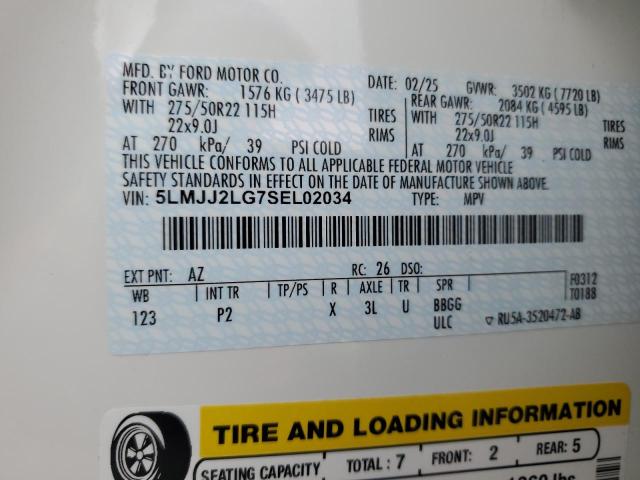 MFD. BY FORD MOTOR CO. DATE: 02/25 GVWR: 3502 KG (7720 LB)
FRONT GAWR: 1576 KG (3475 LB) REAR GAWR: 2084 KG (4595 LB)
WITH 275/50R22 115H TIRES WITH 275/50R22 115H TIRES
22x9.0J RIMS 22x9.0J RIMS
AT 270 kPa/ 39 PSI COLD AT 270 kPa/ 39 PSI COLD
THIS VEHICLE CONFORMS TO ALL APPLICABLE FEDERAL MOTOR VEHICLE
SAFETY STANDARDS IN EFFECT ON THE DATE OF MANUFACTURE SHOWN ABOVE.
VIN: 5LMJJ2LG7SEL02034 TYPE: MPV
EXT PNT: AZ RC: 26 DSO: F0312
WB INT TR TP/PS R AXLE TR SPR T0188
123 P2 X 3L U BBGG
ULC ▽ RU5A-3520472-AB
TIRE AND LOADING INFORMATION
SEATING CAPACITY TOTAL : 7 FRONT: 2 REAR: 5
lbs